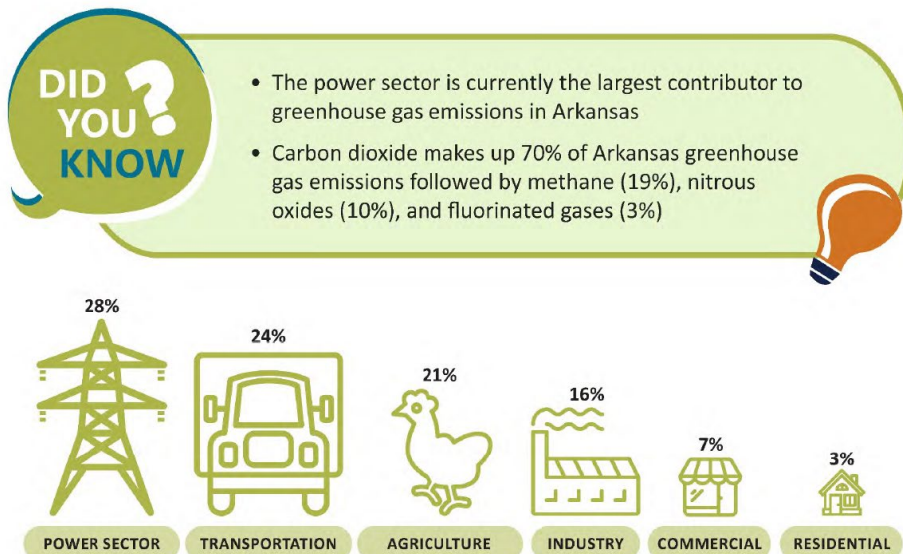 DID
YOU
KNOW
?
• The power sector is currently the largest contributor to
greenhouse gas emissions in Arkansas
• Carbon dioxide makes up 70% of Arkansas greenhouse
gas emissions followed by methane (19%), nitrous
oxides (10%), and fluorinated gases (3%)
28%
24%
21%
16%
7%
3%
POWER SECTOR
TRANSPORTATION
AGRICULTURE
INDUSTRY
COMMERCIAL
RESIDENTIAL